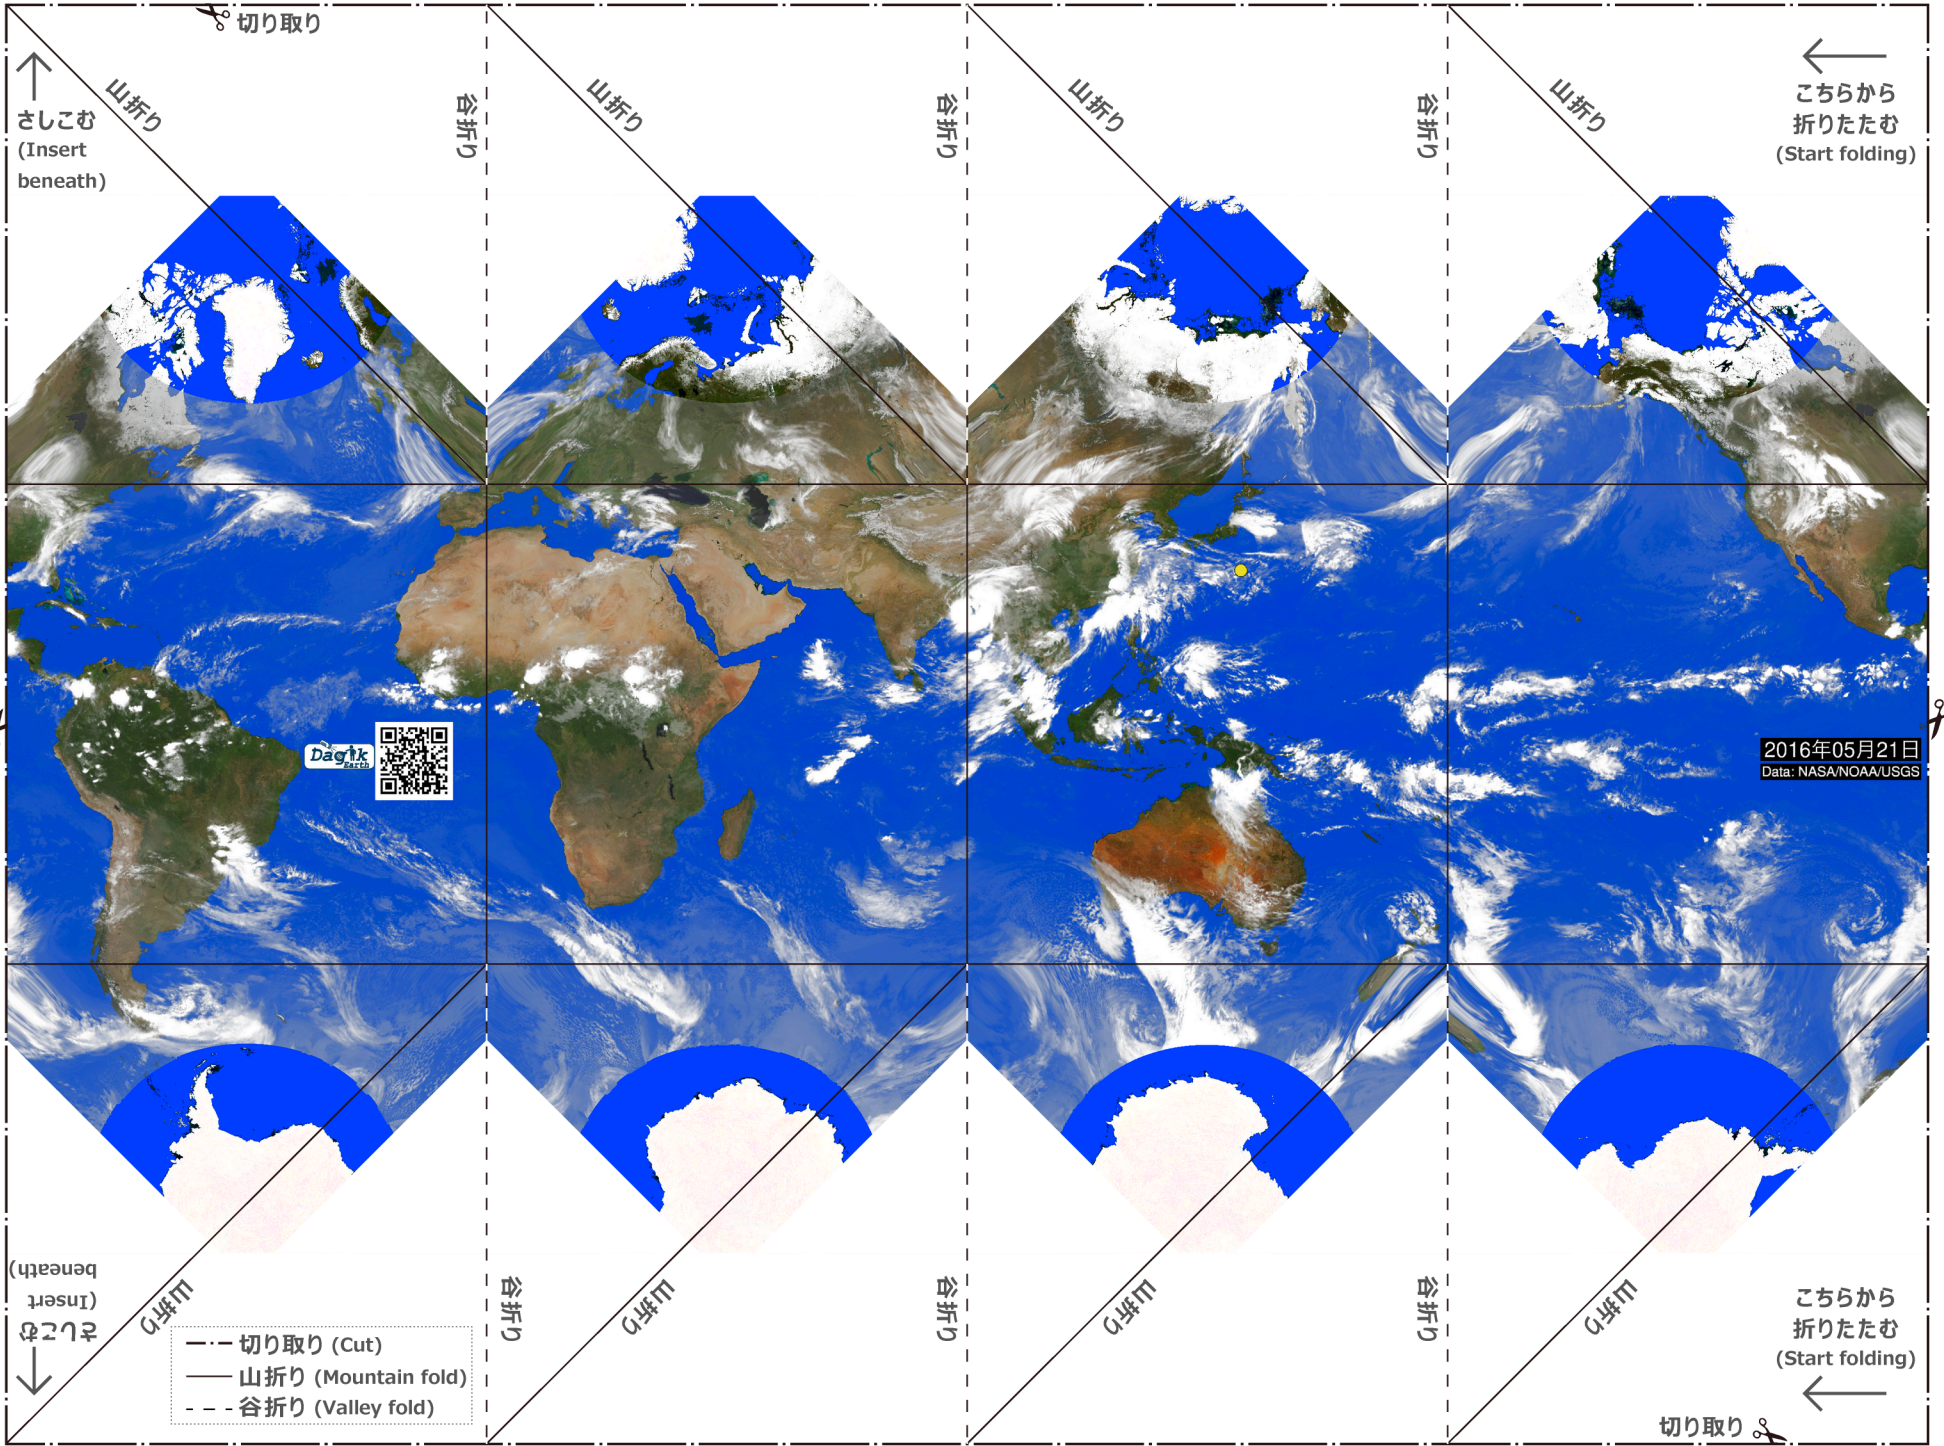 切り取り
山折り
谷折り
山折り
谷折り
山折り
谷折り
山折り
さしこむ
(Insert
beneath)
こちらから
折りたたむ
(Start folding)
Dagik
Earth
2016年05月21日
Data: NASA/NOAA/USGS
さしこむ
(Insert
beneath)
山折り
谷折り
山折り
谷折り
山折り
谷折り
山折り
こちらから
折りたたむ
(Start folding)
切り取り (Cut)
山折り (Mountain fold)
谷折り (Valley fold)
切り取り